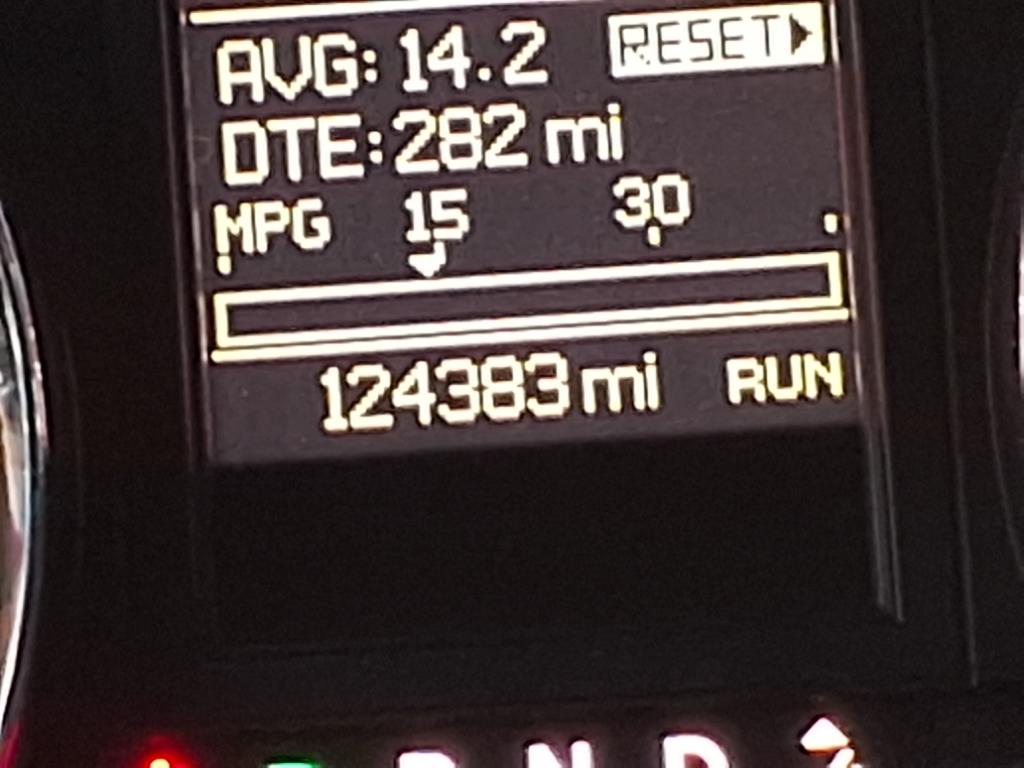 AVG: 14.2 RESET
DTE: 282 mi
MPG 15 30
124383 mi RUN
N D